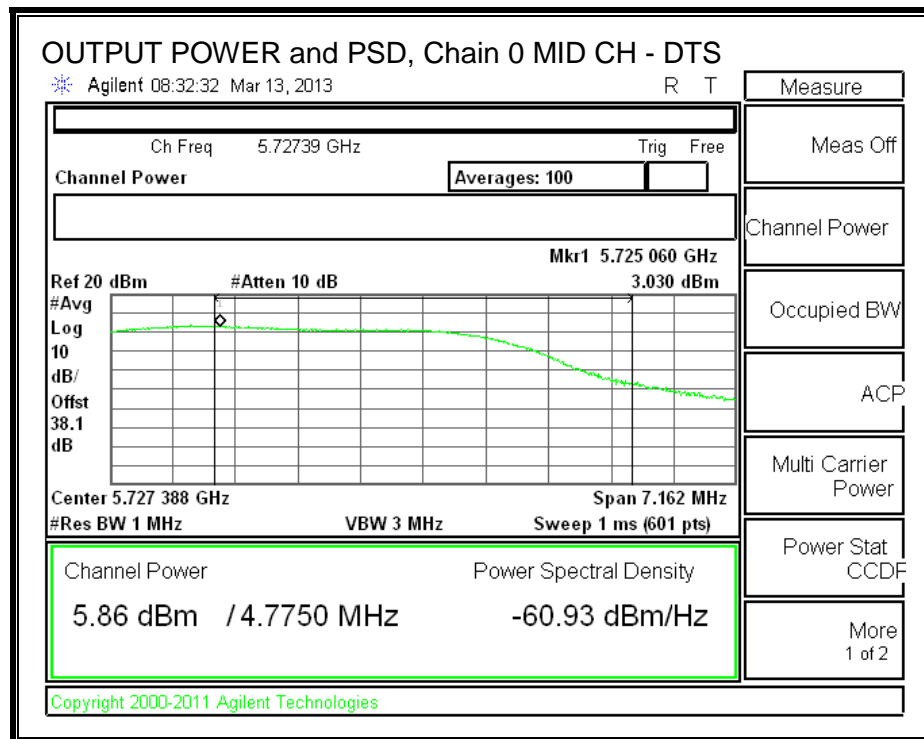 OUTPUT POWER and PSD, Chain 0 MID CH - DTS
Agilent 08:32:32 Mar 13, 2013 R T
Ch Freq 5.72739 GHz Trig Free
Channel Power Averages: 100
Mkr1 5.725 060 GHz
Ref 20 dBm #Atten 10 dB 3.030 dBm
#Avg
Log
10
dB/
Offst
38.1
dB
1
Center 5.727 388 GHz Span 7.162 MHz
#Res BW 1 MHz VBW 3 MHz Sweep 1 ms (601 pts)
Channel Power Power Spectral Density
5.86 dBm / 4.7750 MHz -60.93 dBm/Hz
Copyright 2000-2011 Agilent Technologies
Measure
Meas Off
Channel Power
Occupied BW
ACP
Multi Carrier
Power
Power Stat
CCDF
More
1 of 2